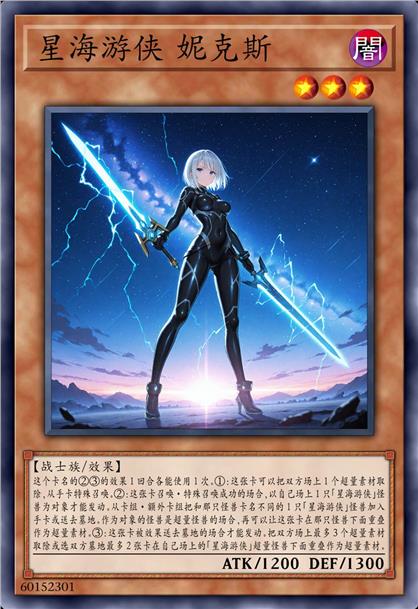 星海游侠 妮克斯
闇
【战士族/效果】
这个卡名的②③的效果1回合各能使用1次。①：这张卡可以把双方场上1个超量素材取
除，从手卡特殊召唤。②：这张卡召唤·特殊召唤成功的场合，以自己场上1只「星海游侠」怪
兽为对象才能发动。从卡组·额外卡组把和那只怪兽卡名不同的1只「星海游侠」怪兽加入
手卡或送去墓地。作为对象的怪兽是超量怪兽的场合，再可以让这张卡在那只怪兽下面重叠
作为超量素材。③：这张卡被效果送去墓地的场合才能发动。把双方场上最多3个超量素材
取除或选双方墓地最多2张卡在自己场上的「星海游侠」超量怪兽下面重叠作为超量素材。
ATK/1200 DEF/1300
60152301